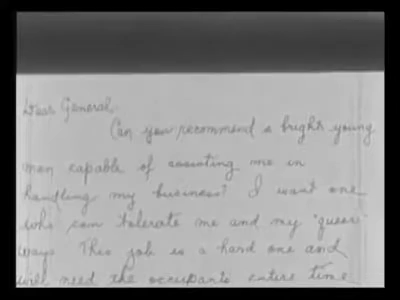 Dear General,
Can you recommend a bright young
man capable of assisting me in
handling my business? I want one
who can tolerate me and my "queer"
ways. This job is a hard one and
will need the occupant's entire time